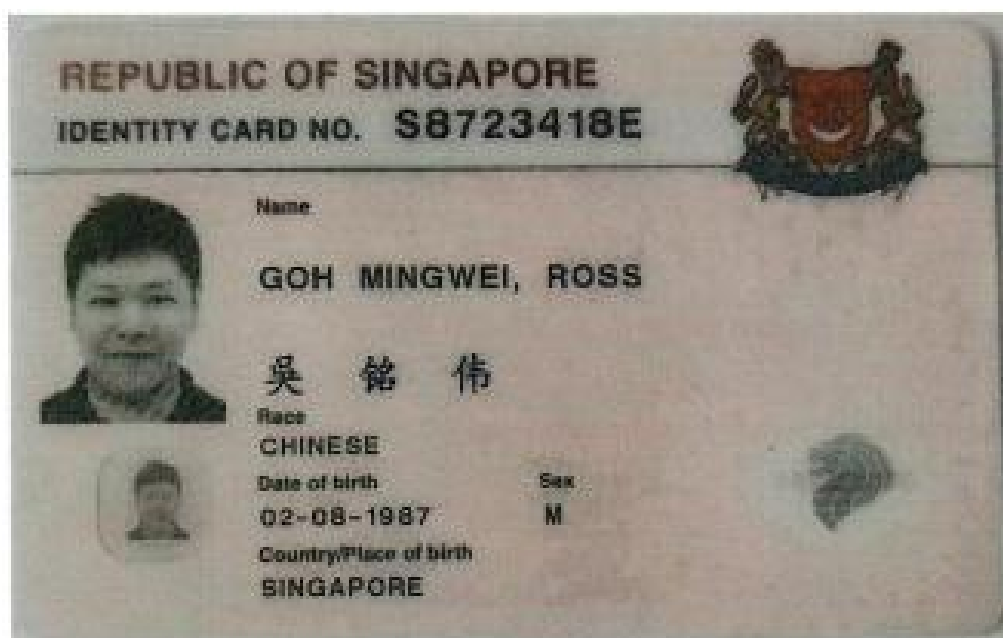 REPUBLIC OF SINGAPORE
IDENTITY CARD NO. S8723418E
Name
GOH MINGWEI, ROSS
吳 铭 伟
Race
CHINESE
Date of birth
Sex
02-08-1987
M
Country/Place of birth
SINGAPORE